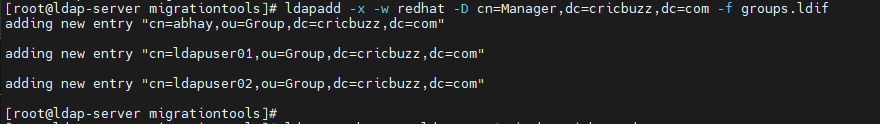 [root@ldap-server migrationtools]# ldapadd -x -w redhat -D cn=Manager,dc=cricbuzz,dc=com -f groups.ldif
adding new entry "cn=abhay,ou=Group,dc=cricbuzz,dc=com"
adding new entry "cn=ldapuser01,ou=Group,dc=cricbuzz,dc=com"
adding new entry "cn=ldapuser02,ou=Group,dc=cricbuzz,dc=com"
[root@ldap-server migrationtools]#